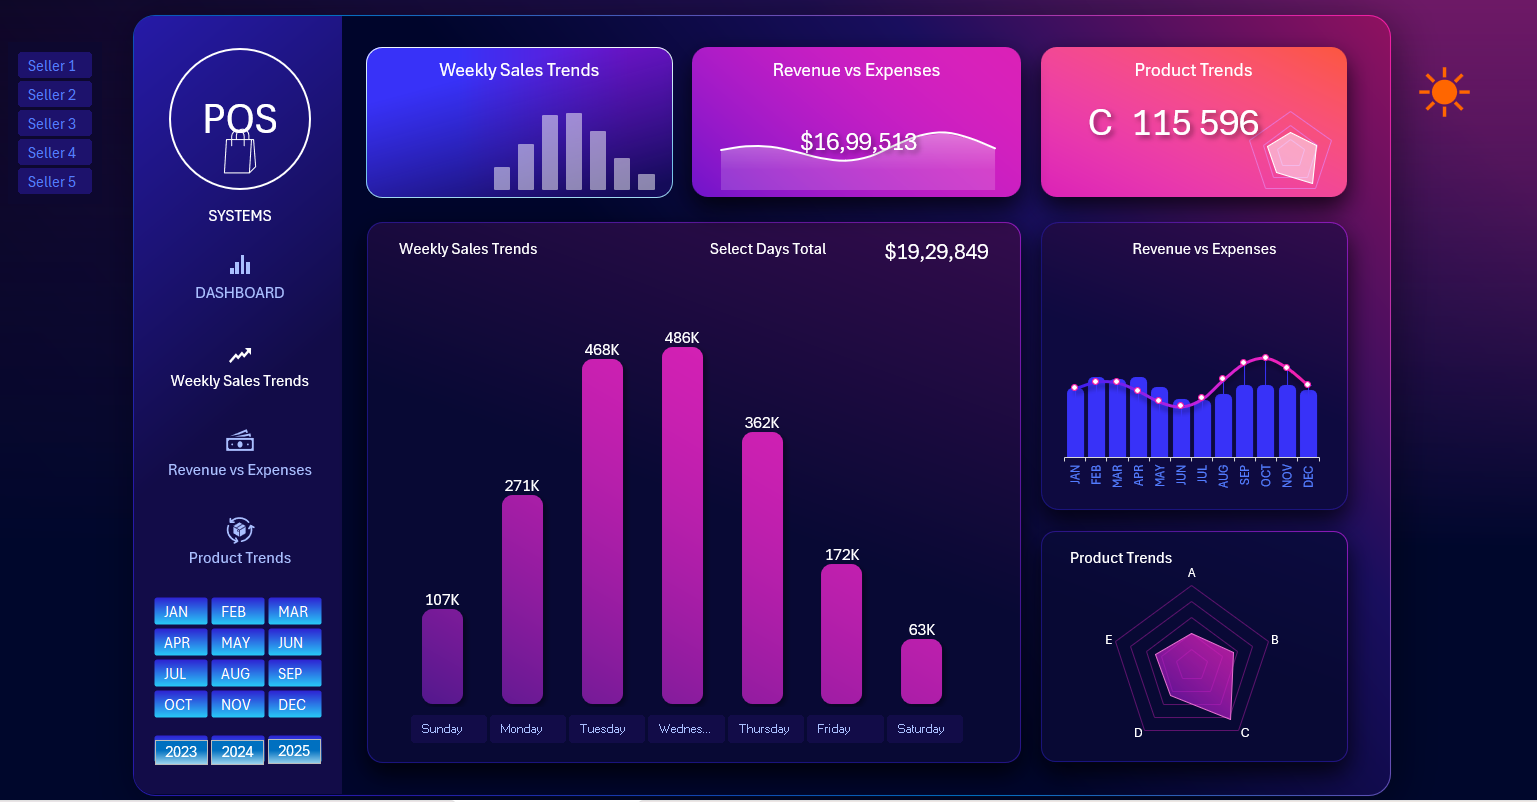 Seller 1
Seller 2
Seller 3
Seller 4
Seller 5
POS
SYSTEMS
DASHBOARD
Weekly Sales Trends
Revenue vs Expenses
Product Trends
JAN FEB MAR
APR MAY JUN
JUL AUG SEP
OCT NOV DEC
2023 2024 2025
Weekly Sales Trends
Revenue vs Expenses
$16,99,513
Product Trends
C 115 596
Weekly Sales Trends
Select Days Total
$19,29,849
107K
271K
468K
486K
362K
172K
63K
Sunday Monday Tuesday Wednes... Thursday Friday Saturday
Revenue vs Expenses
JAN FEB MAR APR MAY JUN JUL AUG SEP OCT NOV DEC
Product Trends
A
B
C
D
E